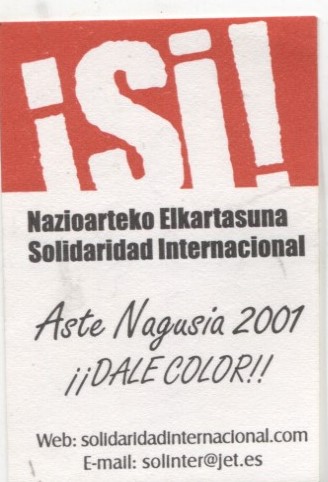 ¡Si!
Nazioarteko Elkartasuna
Solidaridad Internacional
Aste Nagusia 2001
¡¡DALE COLOR!!
Web: solidaridadinternacional.com
E-mail: solinter@jet.es